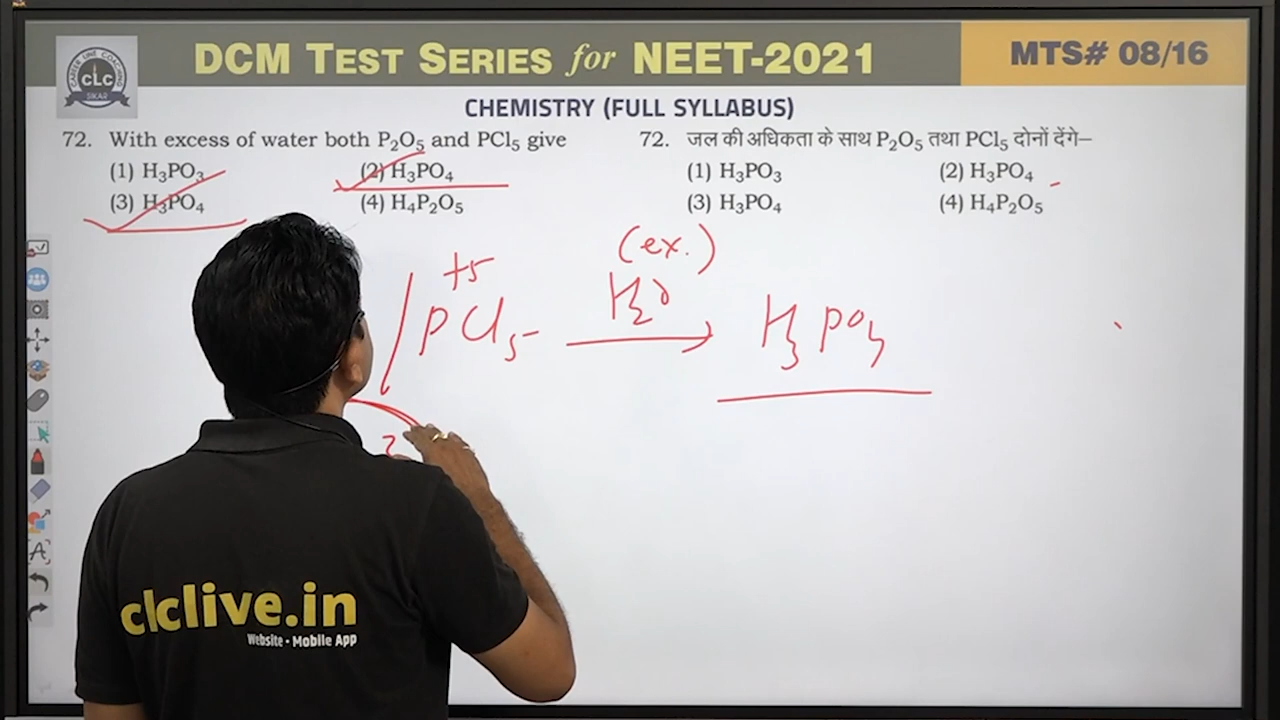 DCM TEST SERIES for NEET-2021
MTS# 08/16
CAREER LINE COACHING
CLC
SIKAR
CHEMISTRY (FULL SYLLABUS)
72. With excess of water both P₂O₅ and PCl₅ give
(1) H₃PO₃ (2) H₃PO₄
(3) H₃PO₄ (4) H₄P₂O₅
72. जल की अधिकता के साथ P₂O₅ तथा PCl₅ दोनों देंगे–
(1) H₃PO₃ (2) H₃PO₄
(3) H₃PO₄ (4) H₄P₂O₅
(ex.)
+5
H₂O
PCl₅ → H₃PO₄
clclive.in
Website • Mobile App